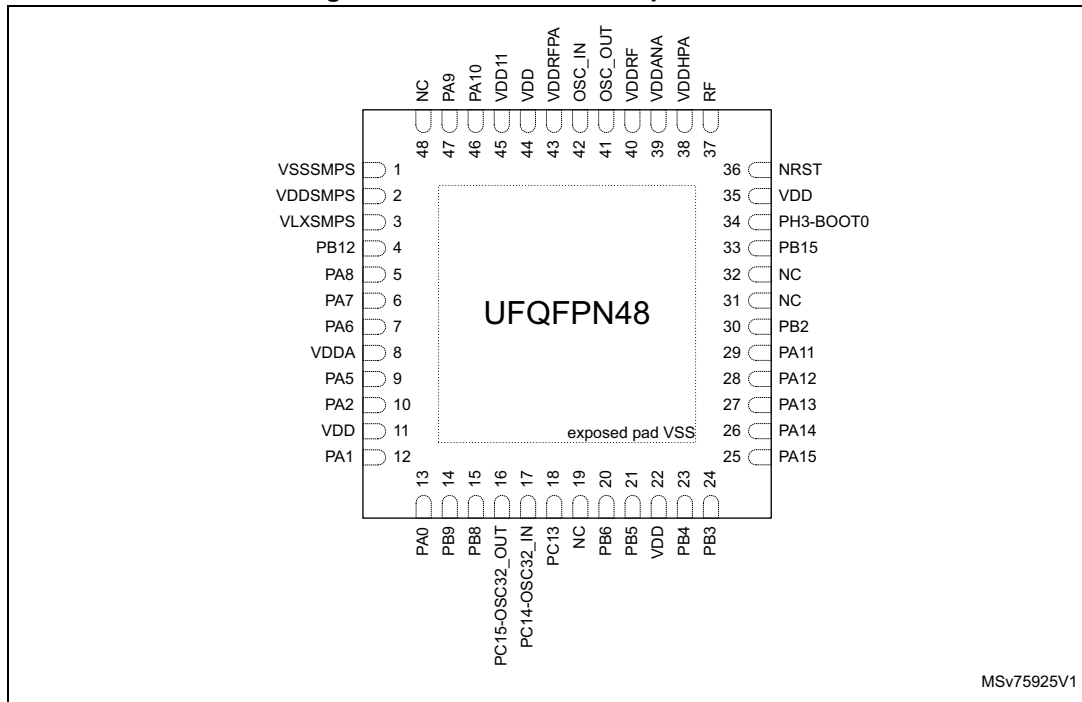 NC
PA9
PA10
VDD11
VDD
VDDRFPA
OSC_IN
OSC_OUT
VDDRF
VDDANA
VDDHPA
RF
48
47
46
45
44
43
42
41
40
39
38
37
VSSSMPS 1
VDDSMPS 2
VLXSMPS 3
PB12 4
PA8 5
PA7 6
PA6 7
VDDA 8
PA5 9
PA2 10
VDD 11
PA1 12
UFQFPN48
exposed pad VSS
36 NRST
35 VDD
34 PH3-BOOT0
33 PB15
32 NC
31 NC
30 PB2
29 PA11
28 PA12
27 PA13
26 PA14
25 PA15
13
14
15
16
17
18
19
20
21
22
23
24
PA0
PB9
PB8
PC15-OSC32_OUT
PC14-OSC32_IN
PC13
NC
PB6
PB5
VDD
PB4
PB3
MSv75925V1